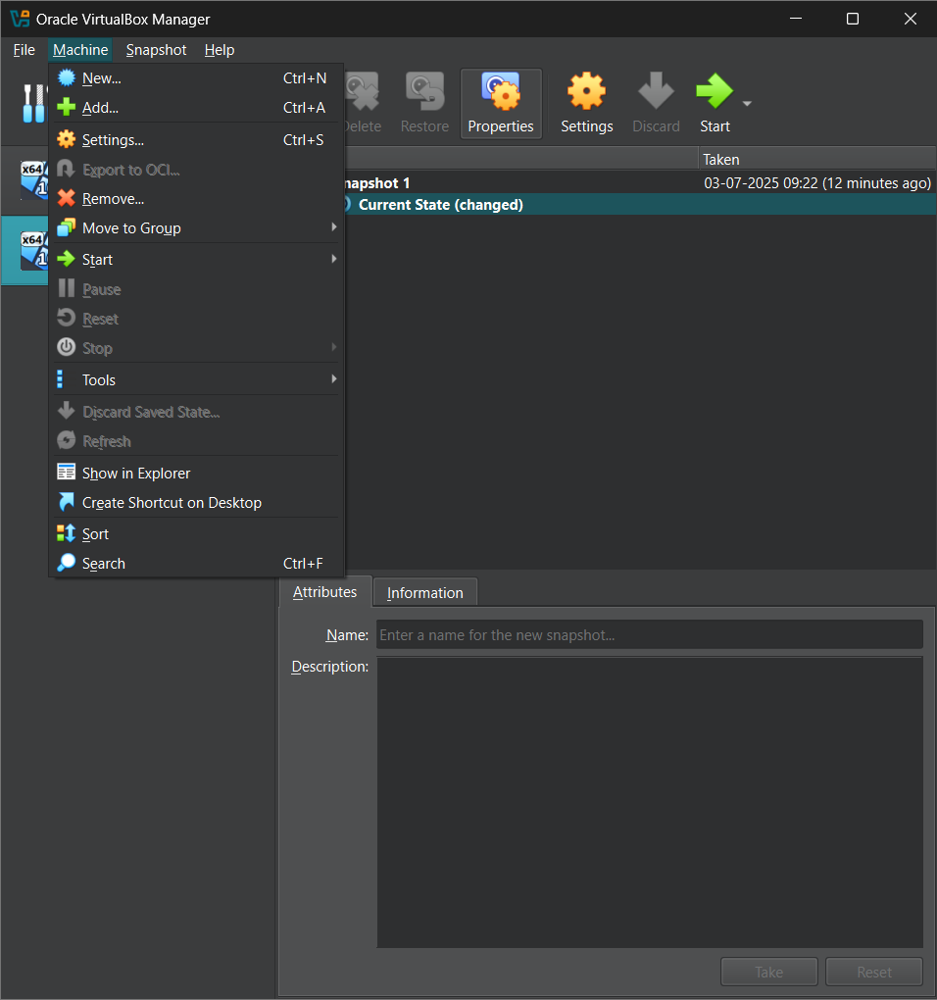 Oracle VirtualBox Manager
File Machine Snapshot Help
New... Ctrl+N
Add... Ctrl+A
Settings... Ctrl+S
Export to OCI...
Remove...
Move to Group
Start
Pause
Reset
Stop
Tools
Discard Saved State...
Refresh
Show in Explorer
Create Shortcut on Desktop
Sort
Search Ctrl+F
elete Restore Properties Settings Discard Start
Taken
napshot 1 03-07-2025 09:22 (12 minutes ago)
Current State (changed)
x64
x64
Attributes Information
Name: Enter a name for the new snapshot...
Description:
Take Reset